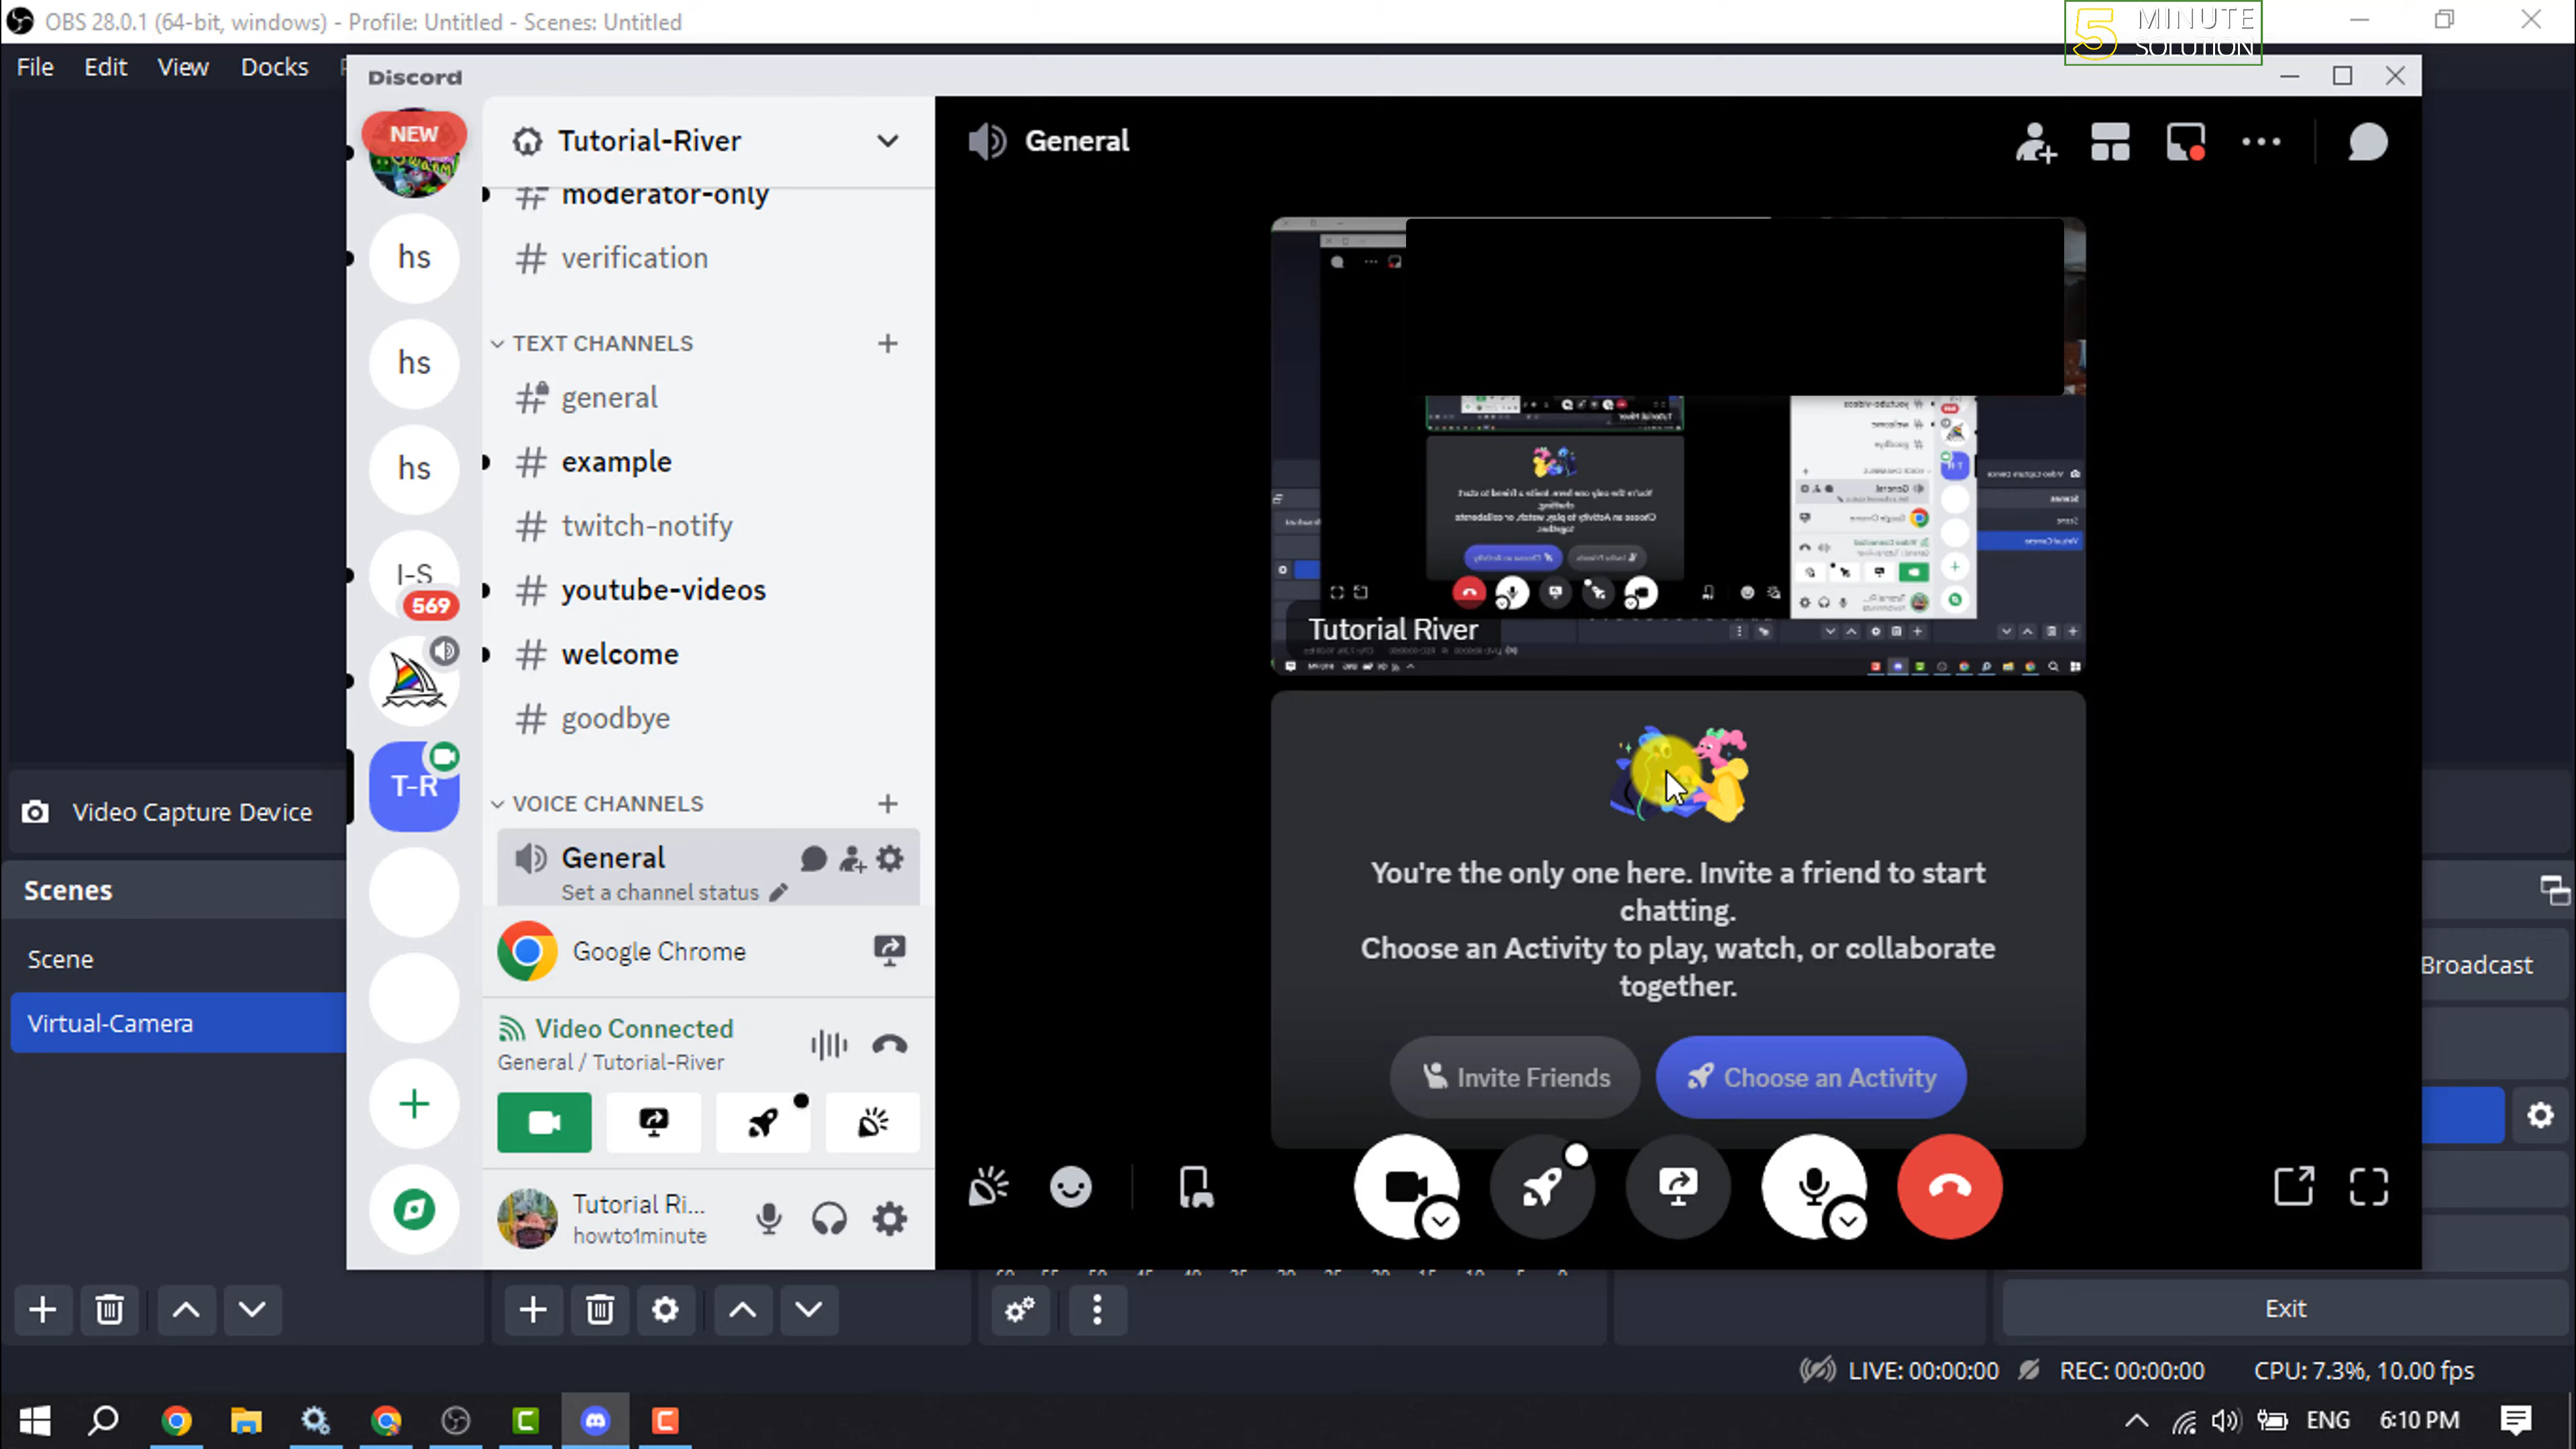 OBS 28.0.1 (64-bit, windows) - Profile: Untitled - Scenes: Untitled
5 MINUTE SOLUTION
File Edit View Docks
Discord
NEW
Tutorial-River
General
moderator-only
hs
verification
TEXT CHANNELS
hs
general
example
hs
twitch-notify
I-S
569
youtube-videos
welcome
goodbye
T-R
VOICE CHANNELS
General
Set a channel status
Google Chrome
Video Connected
General / Tutorial-River
Tutorial Ri...
howto1minute
Tutorial River
You're the only one here. Invite a friend to start
chatting.
Choose an Activity to play, watch, or collaborate
together.
Invite Friends
Choose an Activity
Video Capture Device
Scenes
Scene
Virtual-Camera
Broadcast
Exit
LIVE: 00:00:00 REC: 00:00:00 CPU: 7.3%, 10.00 fps
ENG 6:10 PM